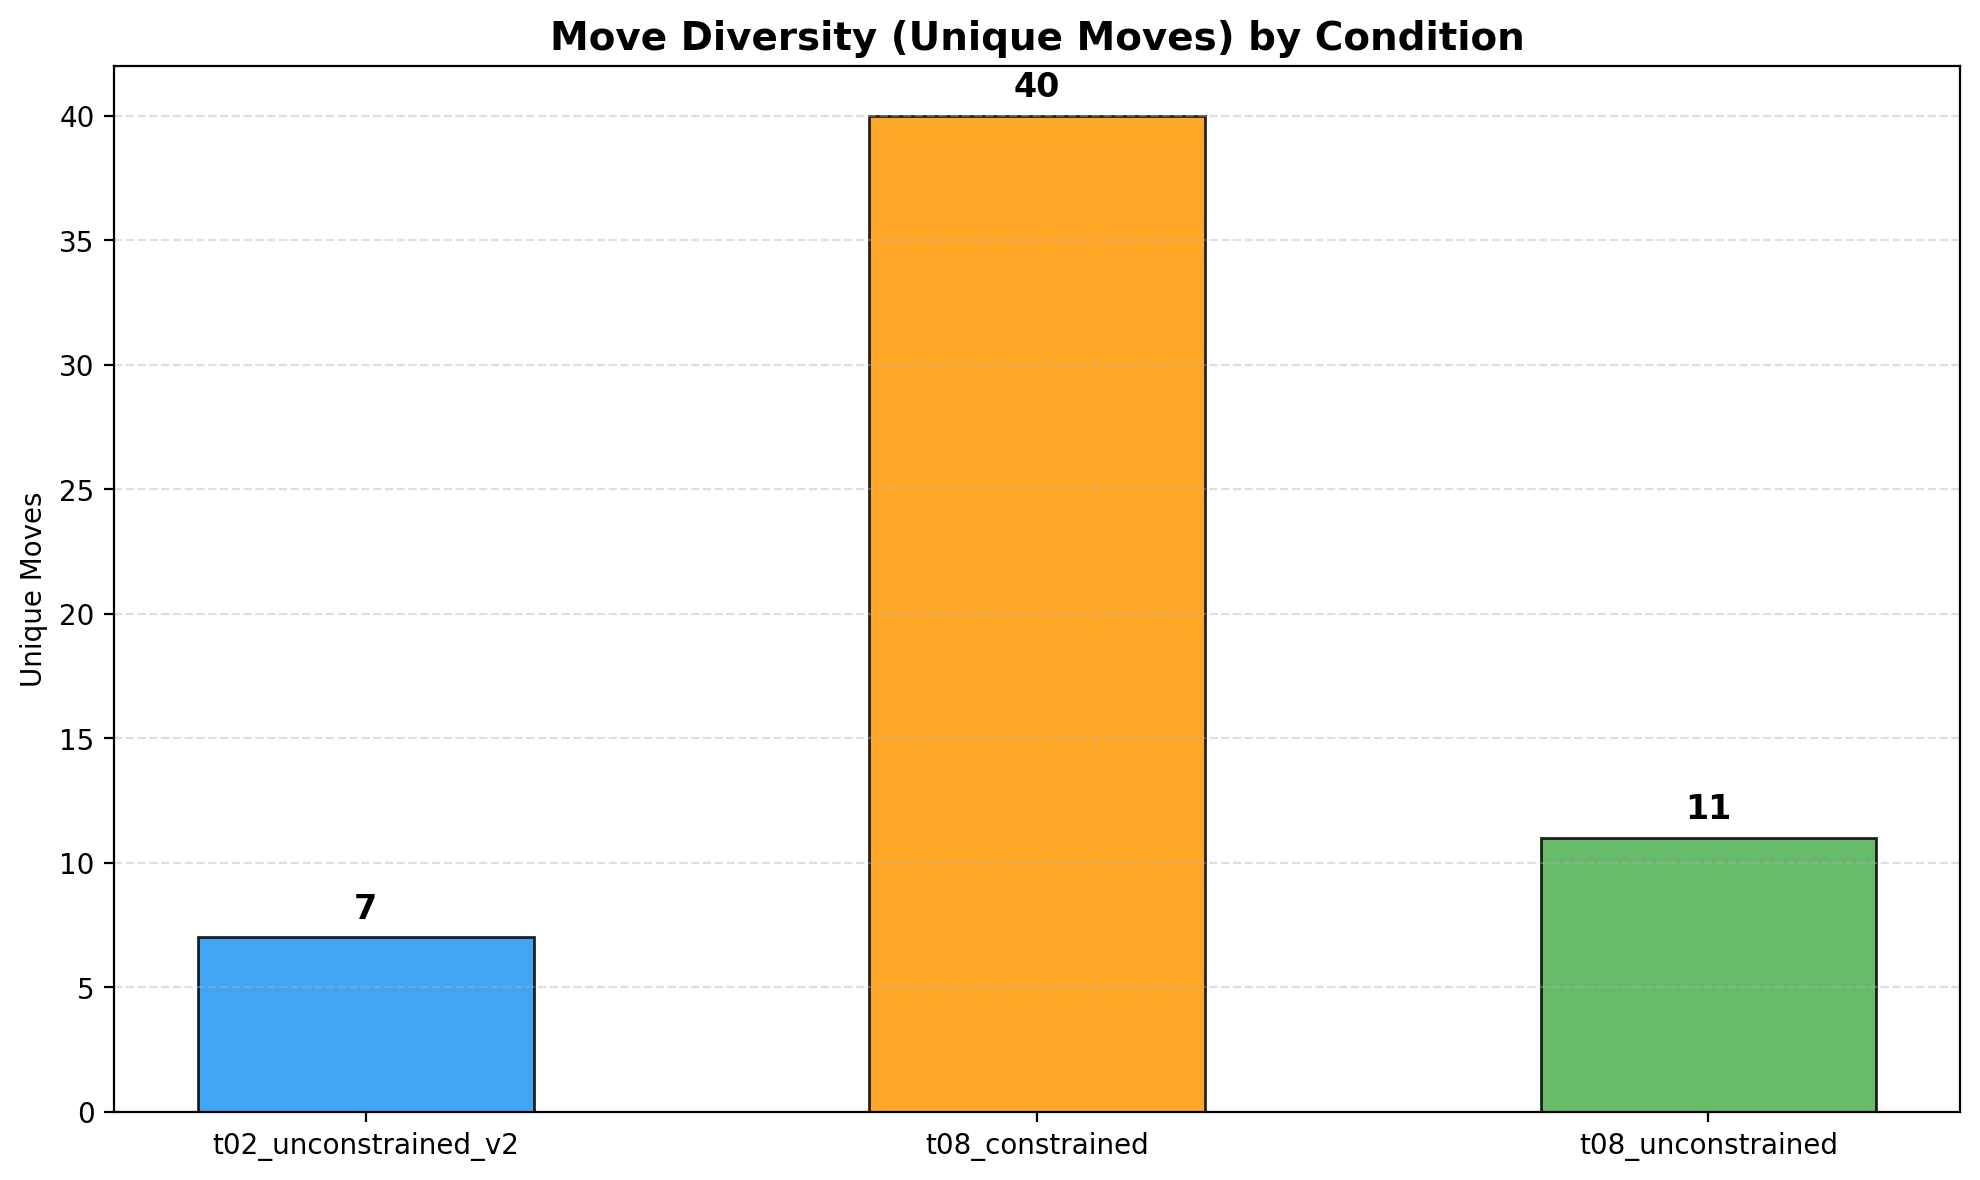 Move Diversity (Unique Moves) by Condition
40
40
35
30
25
20
15
11
10
7
5
0
Unique Moves
t02_unconstrained_v2
t08_constrained
t08_unconstrained